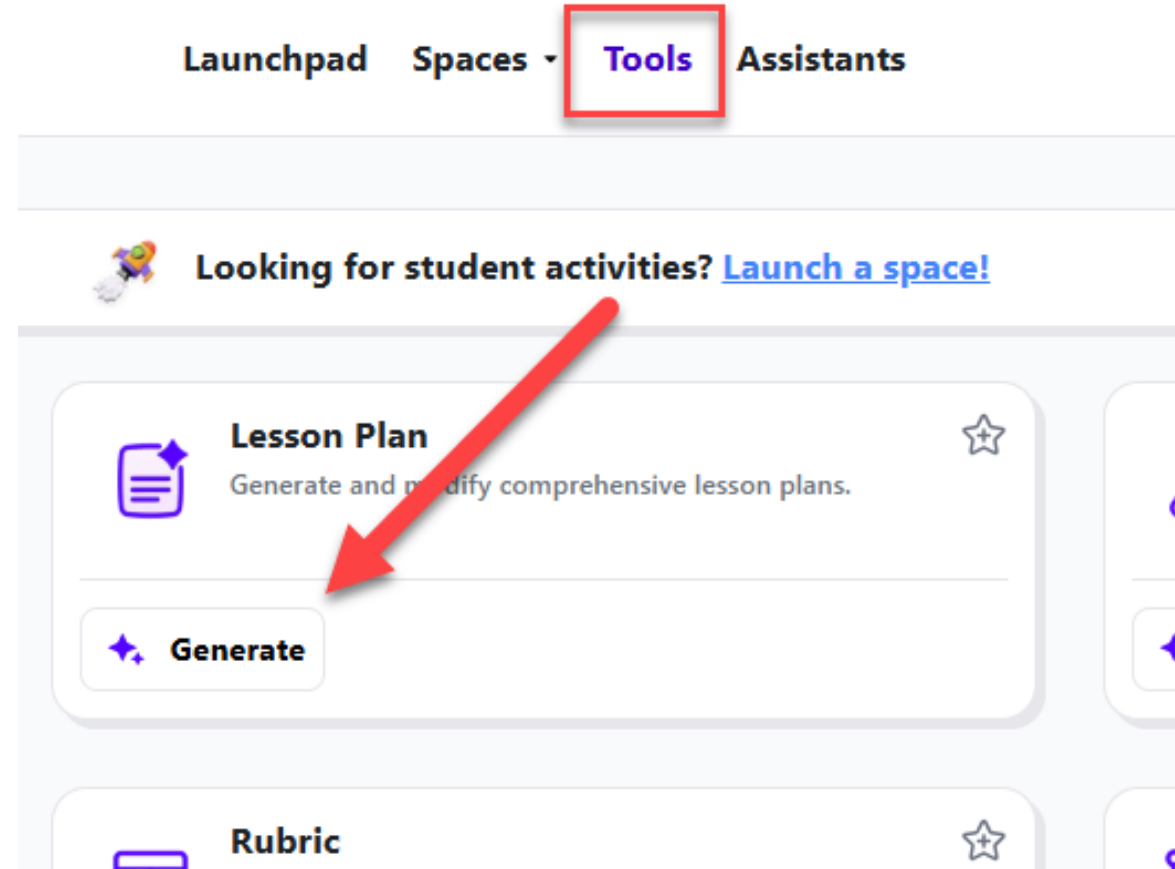 Launchpad Spaces Tools Assistants
Looking for student activities? Launch a space!
Lesson Plan
Generate and modify comprehensive lesson plans.
Generate
Rubric